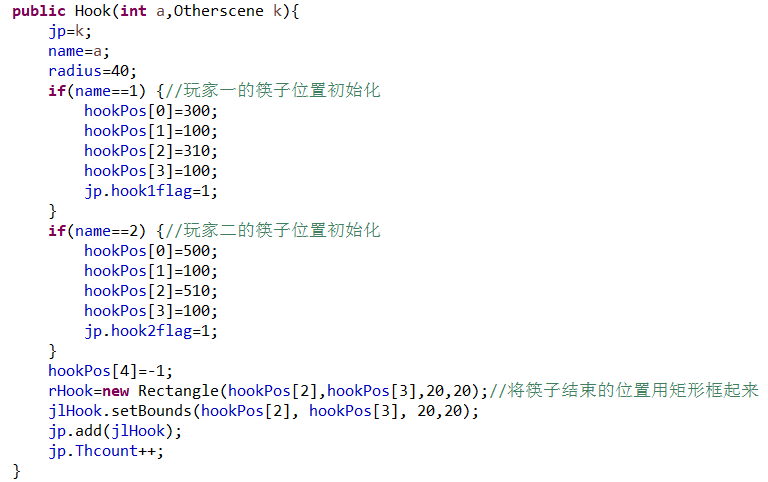 public Hook(int a,Otherscene k){
    jp=k;
    name=a;
    radius=40;
    if(name==1) {//玩家一的筷子位置初始化
        hookPos[0]=300;
        hookPos[1]=100;
        hookPos[2]=310;
        hookPos[3]=100;
        jp.hook1flag=1;
    }
    if(name==2) {//玩家二的筷子位置初始化
        hookPos[0]=500;
        hookPos[1]=100;
        hookPos[2]=510;
        hookPos[3]=100;
        jp.hook2flag=1;
    }
    hookPos[4]=-1;
    rHook=new Rectangle(hookPos[2],hookPos[3],20,20);//将筷子结束的位置用矩形框起来
    jlHook.setBounds(hookPos[2], hookPos[3], 20,20);
    jp.add(jlHook);
    jp.Thcount++;
}